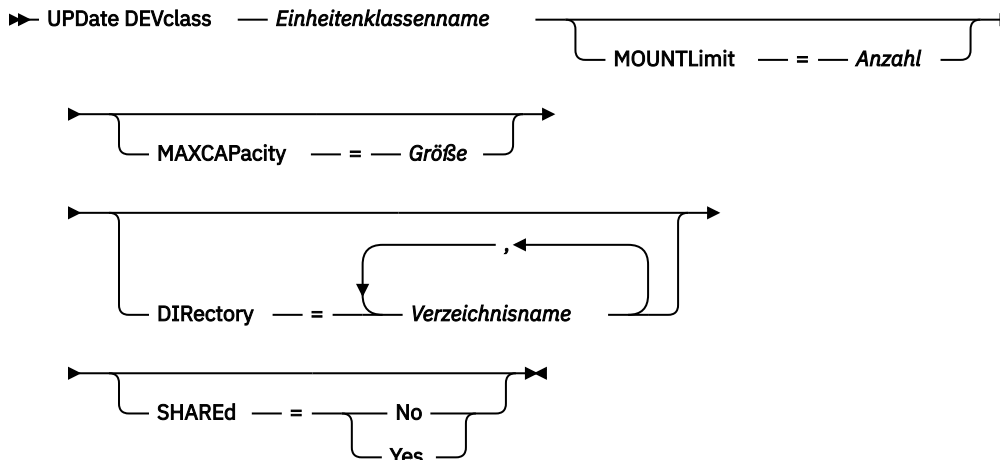 UPDate DEVclass Einheitenklassenname
MOUNTLimit = Anzahl
MAXCAPacity = Größe
,
DIRectory = Verzeichnisname
SHAREd = No
Yes